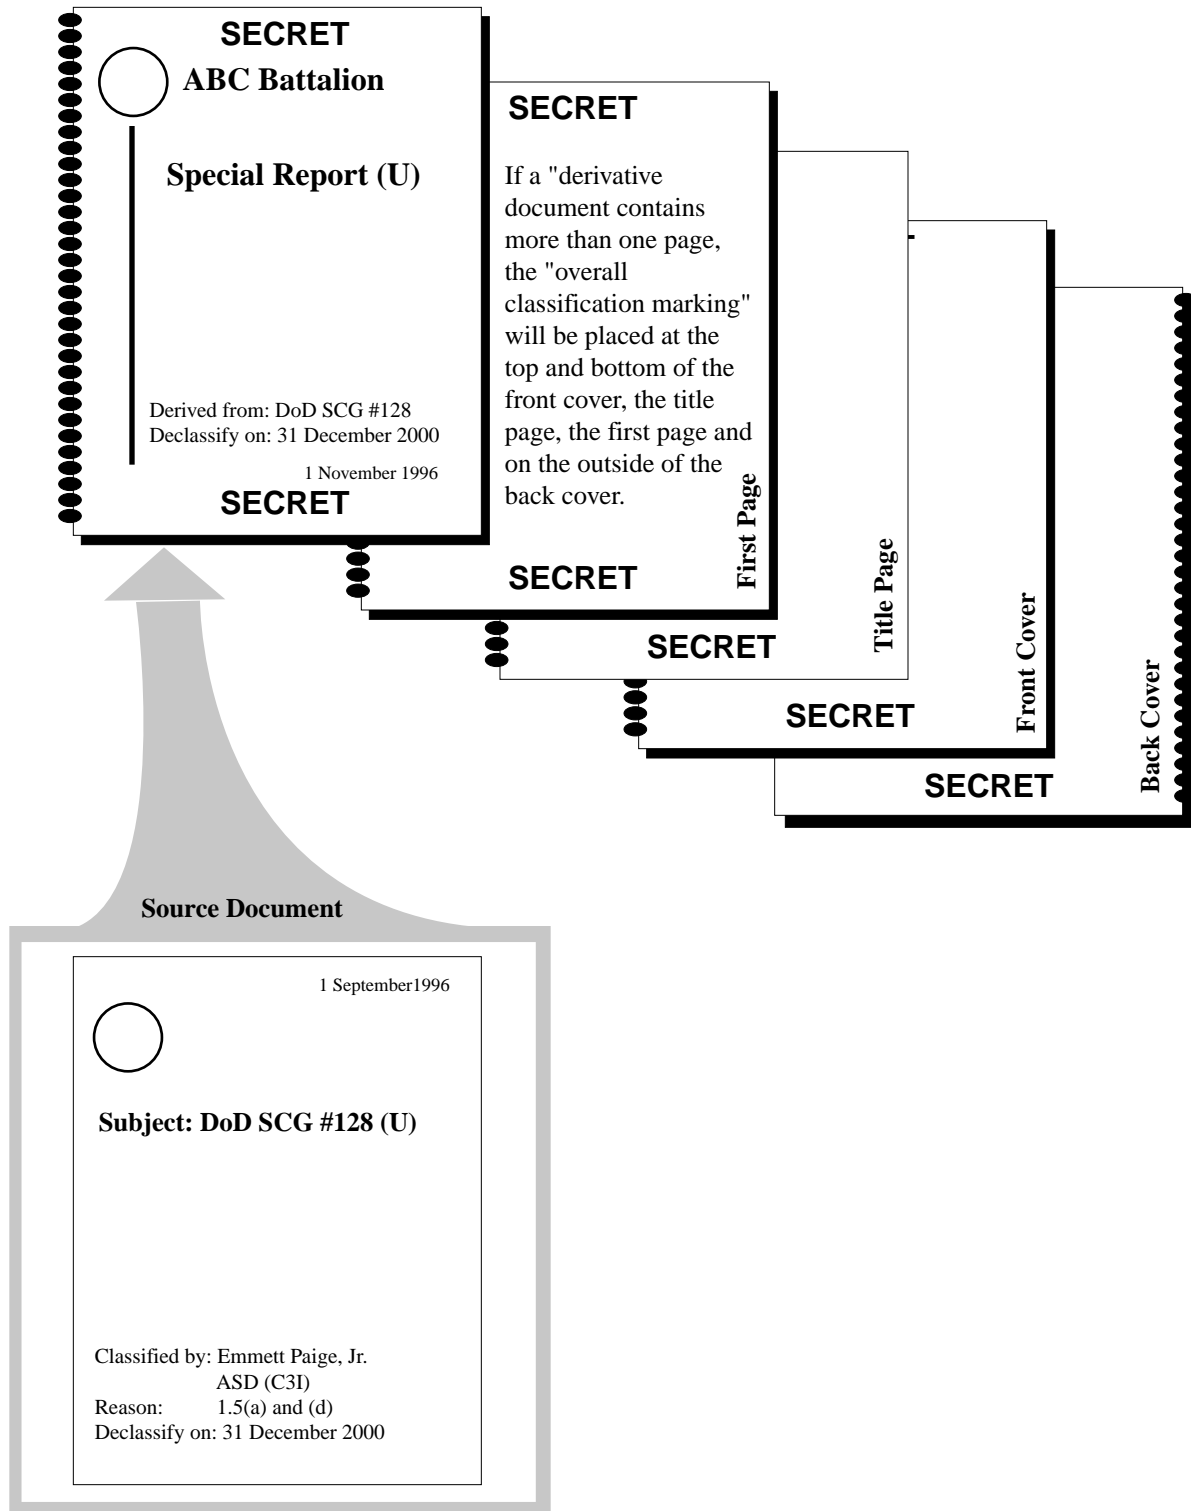 SECRET
ABC Battalion
Special Report (U)
Derived from: DoD SCG #128
Declassify on: 31 December 2000
1 November 1996
SECRET
SECRET
If a "derivative
document contains
more than one page,
the "overall
classification marking"
will be placed at the
top and bottom of the
front cover, the title
page, the first page and
on the outside of the
back cover.
First Page
SECRET
Title Page
SECRET
Front Cover
SECRET
Back Cover
SECRET
Source Document
1 September1996
Subject: DoD SCG #128 (U)
Classified by: Emmett Paige, Jr.
ASD (C3I)
Reason: 1.5(a) and (d)
Declassify on: 31 December 2000